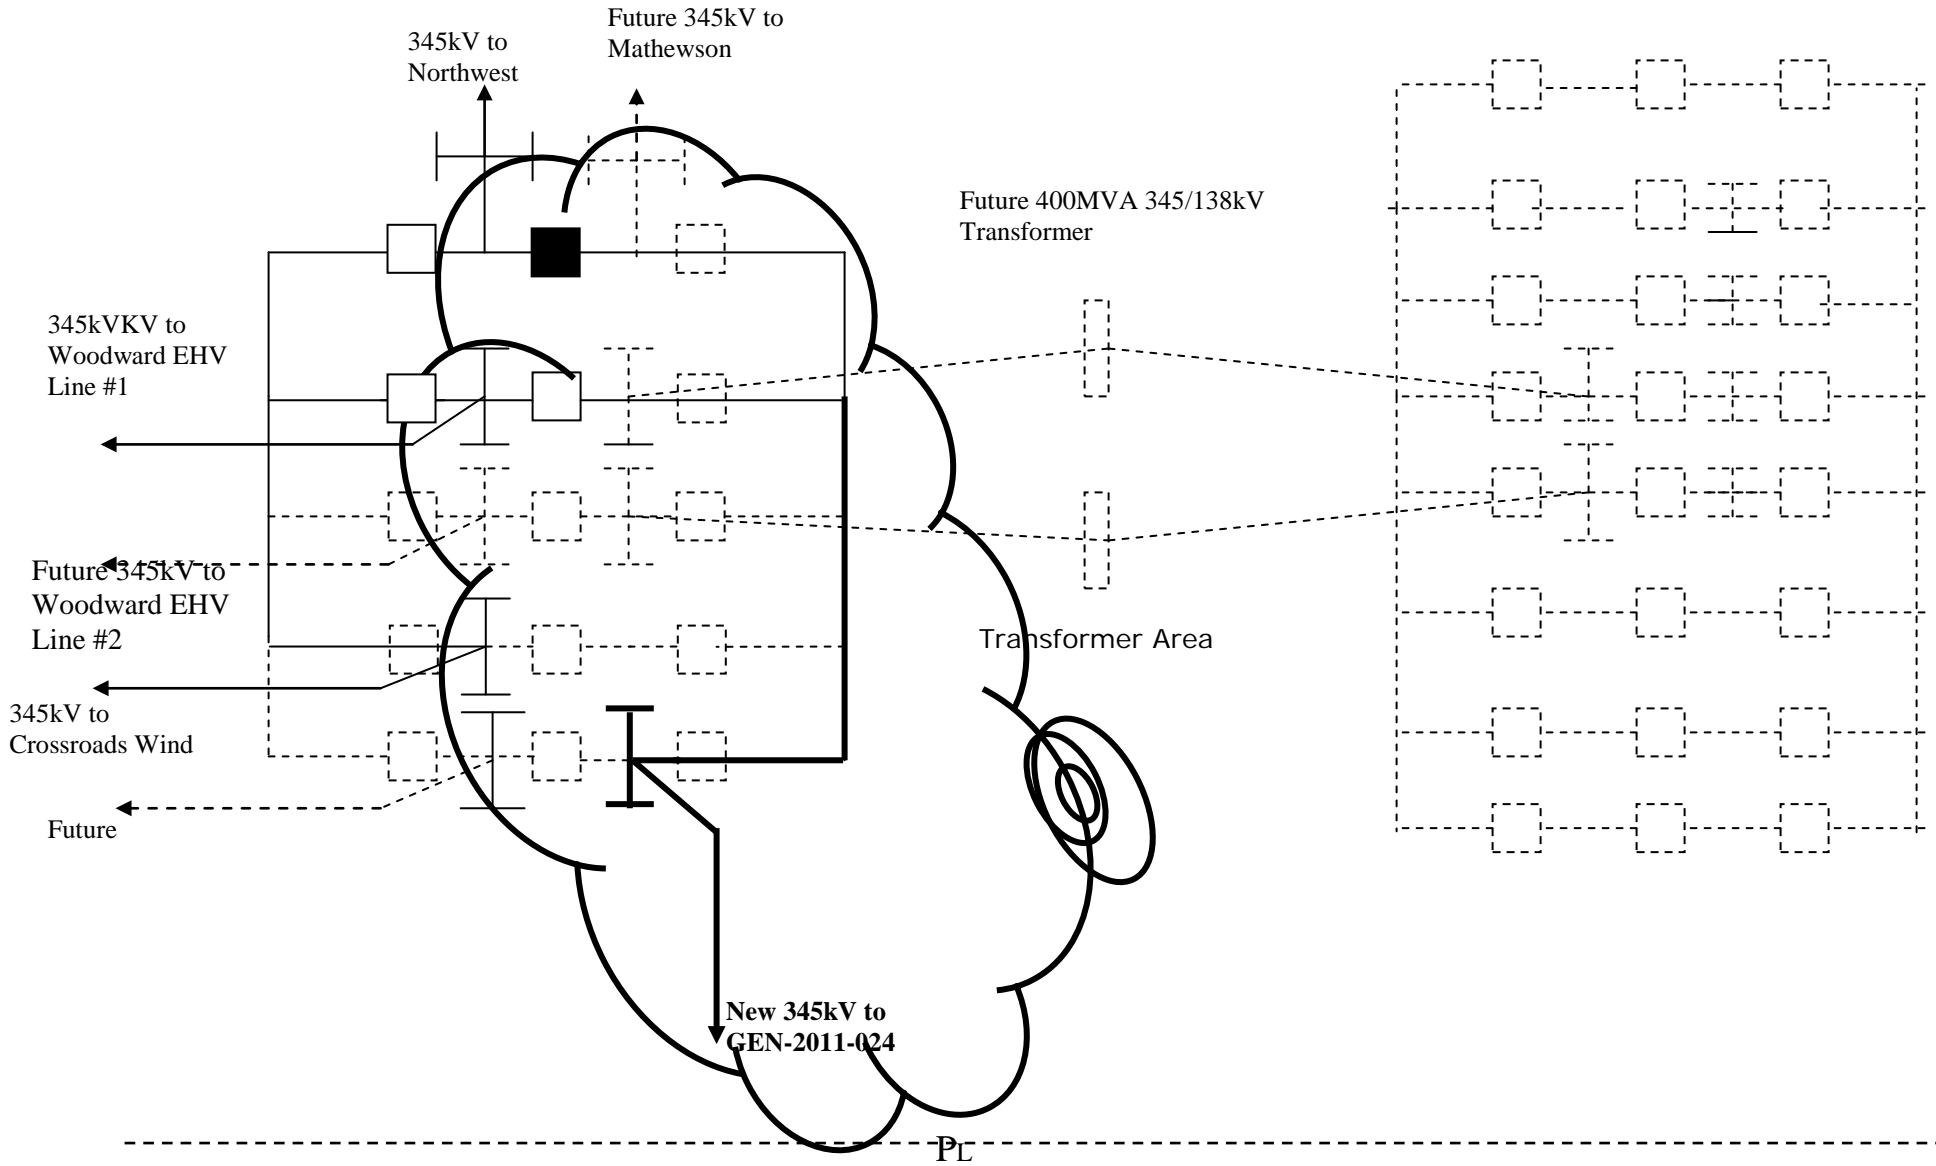 Future 345kV to
Mathewson
345kV to
Northwest
Future 400MVA 345/138kV
Transformer
345kVKV to
Woodward EHV
Line #1
Future 345kV to
Woodward EHV
Line #2
Transformer Area
345kV to
Crossroads Wind
Future
New 345kV to
GEN-2011-024
PL